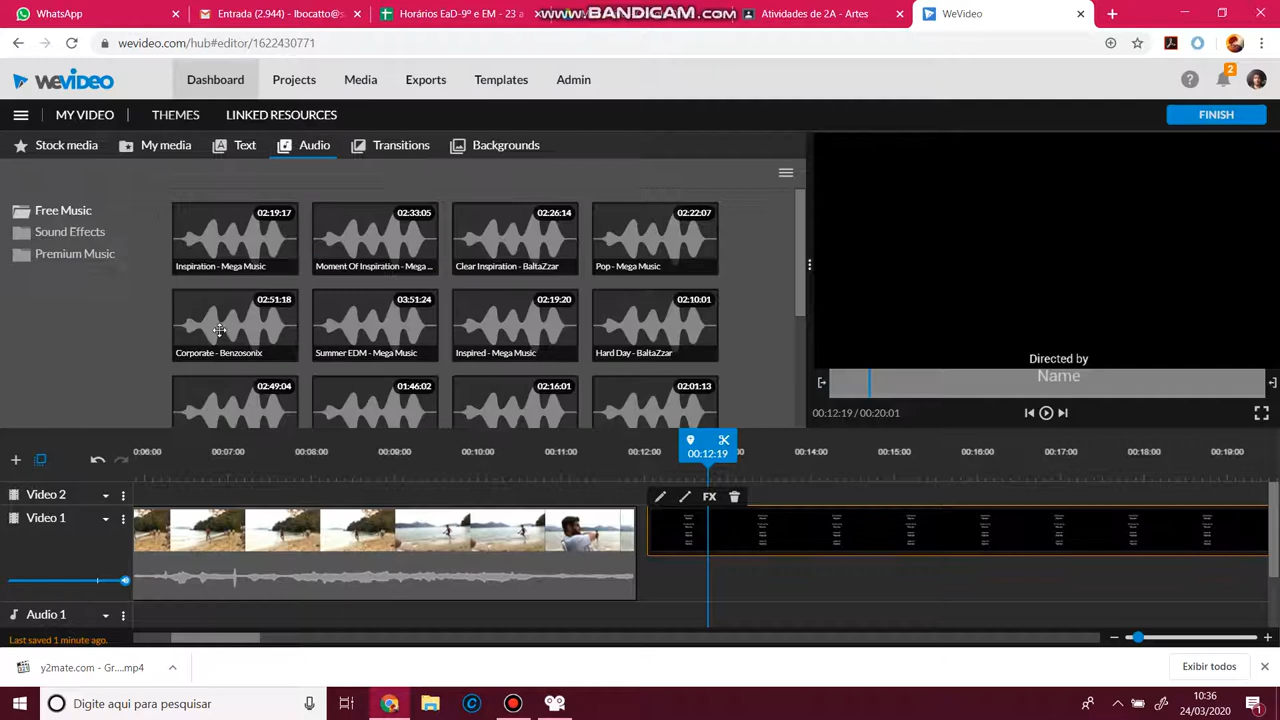 WhatsApp
Entrada (2.944) - lbocatto@s
Horários EaD-9º e EM - 23 a
www.BANDICAM.com
Atividades de 2A - Artes
WeVideo
wevideo.com/hub#editor/1622430771
wevideo
Dashboard
Projects
Media
Exports
Templates
Admin
2
MY VIDEO
THEMES
LINKED RESOURCES
FINISH
Stock media
My media
Text
Audio
Transitions
Backgrounds
Free Music
Sound Effects
Premium Music
02:19:17
02:33:05
02:26:14
02:22:07
Inspiration - Mega Music
Moment Of Inspiration - Mega ...
Clear Inspiration - BaltaZzar
Pop - Mega Music
02:51:18
03:51:24
02:19:20
02:10:01
Corporate - Benzosonix
Summer EDM - Mega Music
Inspired - Mega Music
Hard Day - BaltaZzar
02:49:04
01:46:02
02:16:01
02:01:13
Directed by
Name
00:12:19 / 00:20:01
0:06:00
00:07:00
00:08:00
00:09:00
00:10:00
00:11:00
00:12:00
00:12:19
00:14:00
00:15:00
00:16:00
00:17:00
00:18:00
00:19:00
Video 2
FX
Video 1
Audio 1
Last saved 1 minute ago.
y2mate.com - Gr....mp4
Exibir todos
Digite aqui para pesquisar
10:36
24/03/2020
1